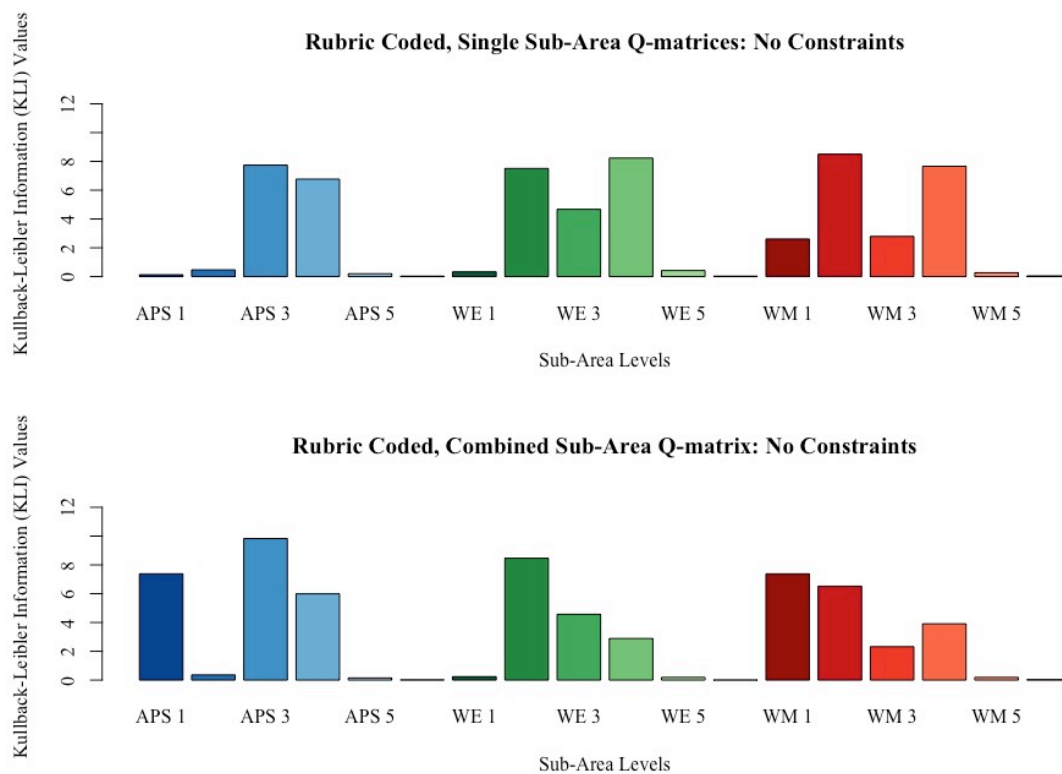 Rubric Coded, Single Sub-Area Q-matrices: No Constraints
Kullback-Leibler Information (KLI) Values
12
8
6
4
2
0
APS 1 APS 3 APS 5 WE 1 WE 3 WE 5 WM 1 WM 3 WM 5
Sub-Area Levels
Rubric Coded, Combined Sub-Area Q-matrix: No Constraints
Kullback-Leibler Information (KLI) Values
12
8
6
4
2
0
APS 1 APS 3 APS 5 WE 1 WE 3 WE 5 WM 1 WM 3 WM 5
Sub-Area Levels